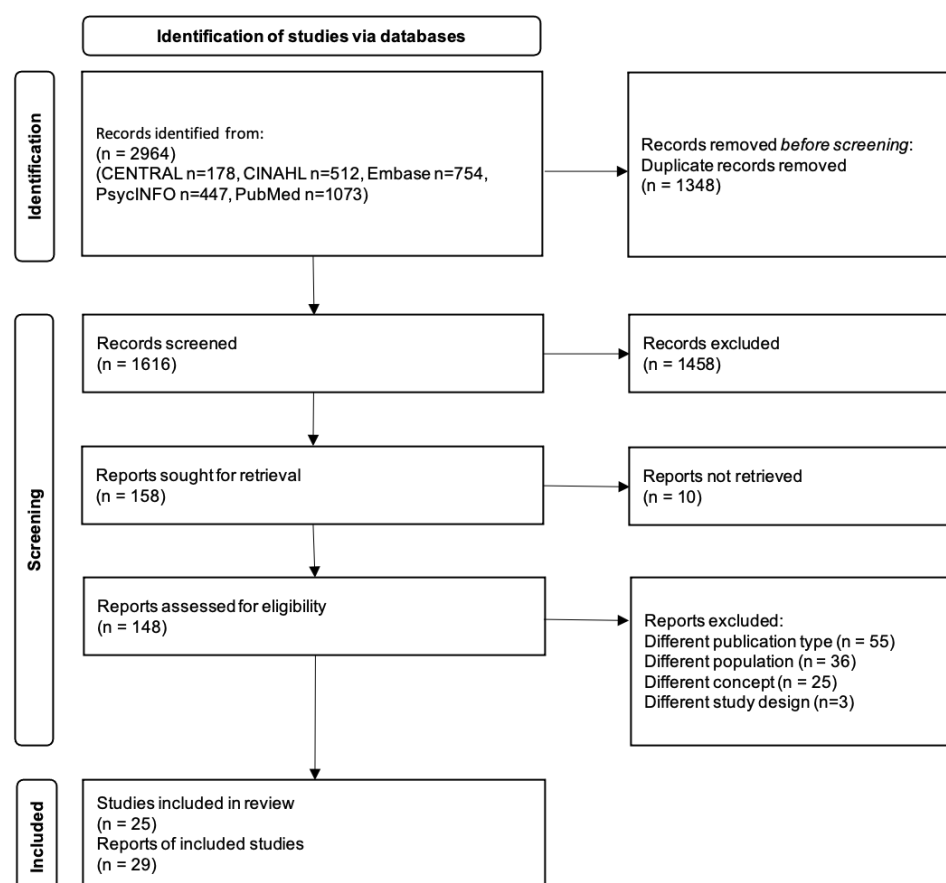 Identification of studies via databases
Identification
Records identified from:
(n = 2964)
(CENTRAL n=178, CINAHL n=512, Embase n=754,
PsycINFO n=447, PubMed n=1073)
Records removed before screening:
Duplicate records removed
(n = 1348)
Screening
Records screened
(n = 1616)
Records excluded
(n = 1458)
Reports sought for retrieval
(n = 158)
Reports not retrieved
(n = 10)
Reports assessed for eligibility
(n = 148)
Reports excluded:
Different publication type (n = 55)
Different population (n = 36)
Different concept (n = 25)
Different study design (n=3)
Included
Studies included in review
(n = 25)
Reports of included studies
(n = 29)